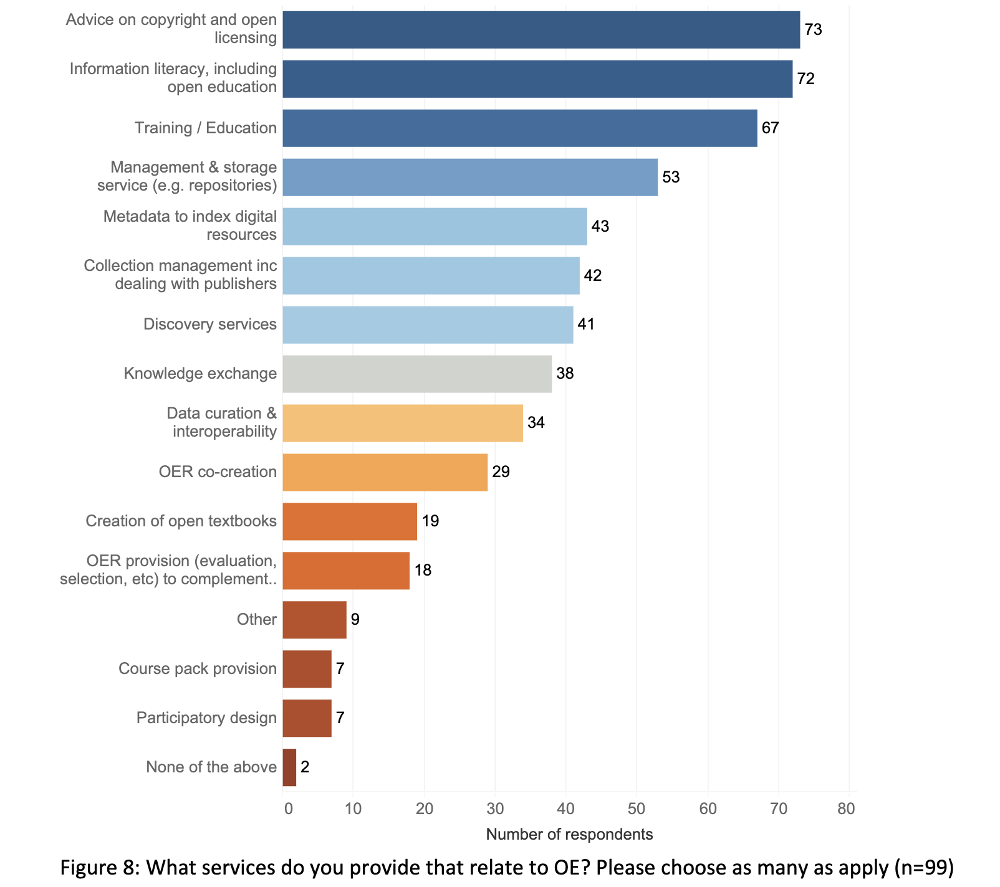 Advice on copyright and open
licensing
73
Information literacy, including
open education
72
Training / Education
67
Management & storage
service (e.g. repositories)
53
Metadata to index digital
resources
43
Collection management inc
dealing with publishers
42
Discovery services
41
Knowledge exchange
38
Data curation &
interoperability
34
OER co-creation
29
Creation of open textbooks
19
OER provision (evaluation,
selection, etc) to complement..
18
Other
9
Course pack provision
7
Participatory design
7
None of the above
2
0 10 20 30 40 50 60 70 80
Number of respondents
Figure 8: What services do you provide that relate to OE? Please choose as many as apply (n=99)